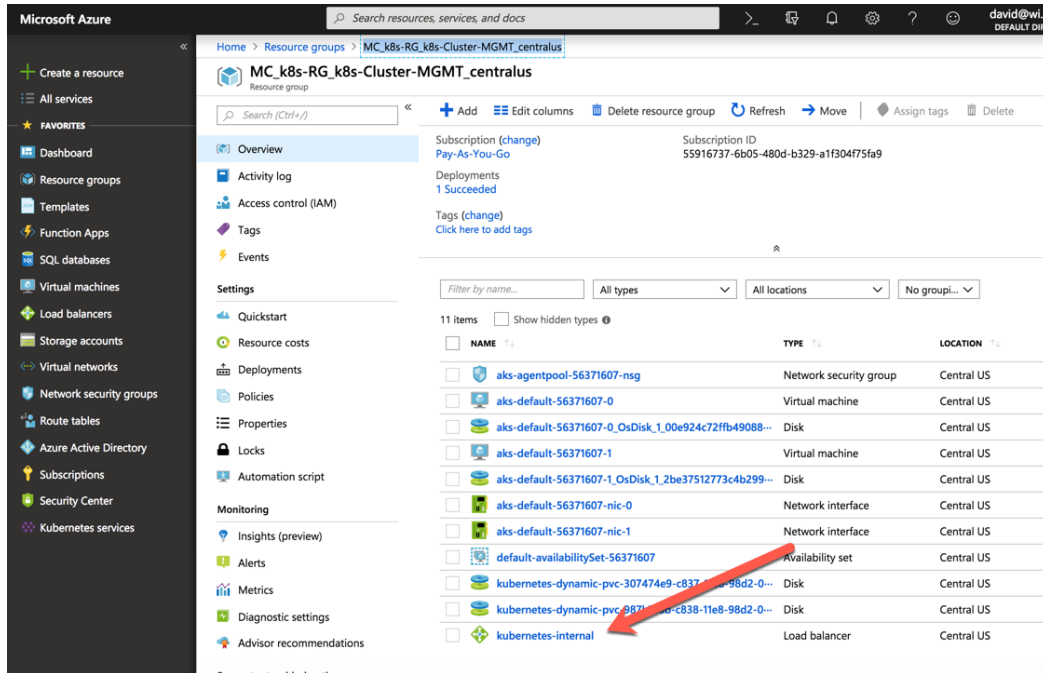 Microsoft Azure
Search resources, services, and docs
david@wi.
DEFAULT DI
Create a resource
All services
FAVORITES
Dashboard
Resource groups
Templates
Function Apps
SQL databases
Virtual machines
Load balancers
Storage accounts
Virtual networks
Network security groups
Route tables
Azure Active Directory
Subscriptions
Security Center
Kubernetes services
Home > Resource groups > MC_k8s-RG_k8s-Cluster-MGMT_centralus
MC_k8s-RG_k8s-Cluster-MGMT_centralus
Resource group
Search (Ctrl+/)
Overview
Activity log
Access control (IAM)
Tags
Events
Settings
Quickstart
Resource costs
Deployments
Policies
Properties
Locks
Automation script
Monitoring
Insights (preview)
Alerts
Metrics
Diagnostic settings
Advisor recommendations
Add Edit columns Delete resource group Refresh Move Assign tags Delete
Subscription (change)
Pay-As-You-Go
Subscription ID
55916737-6b05-480d-b329-a1f304f75fa9
Deployments
1 Succeeded
Tags (change)
Click here to add tags
Filter by name... All types All locations No groupi...
11 items Show hidden types
NAME TYPE LOCATION
aks-agentpool-56371607-nsg Network security group Central US
aks-default-56371607-0 Virtual machine Central US
aks-default-56371607-0_OsDisk_1_00e924c72ffb49088··· Disk Central US
aks-default-56371607-1 Virtual machine Central US
aks-default-56371607-1_OsDisk_1_2be37512773c4b299··· Disk Central US
aks-default-56371607-nic-0 Network interface Central US
aks-default-56371607-nic-1 Network interface Central US
default-availabilitySet-56371607 Availability set Central US
kubernetes-dynamic-pvc-307474e9-c837 98d2-0··· Disk Central US
kubernetes-dynamic-pvc c838-11e8-98d2-0··· Disk Central US
kubernetes-internal Load balancer Central US